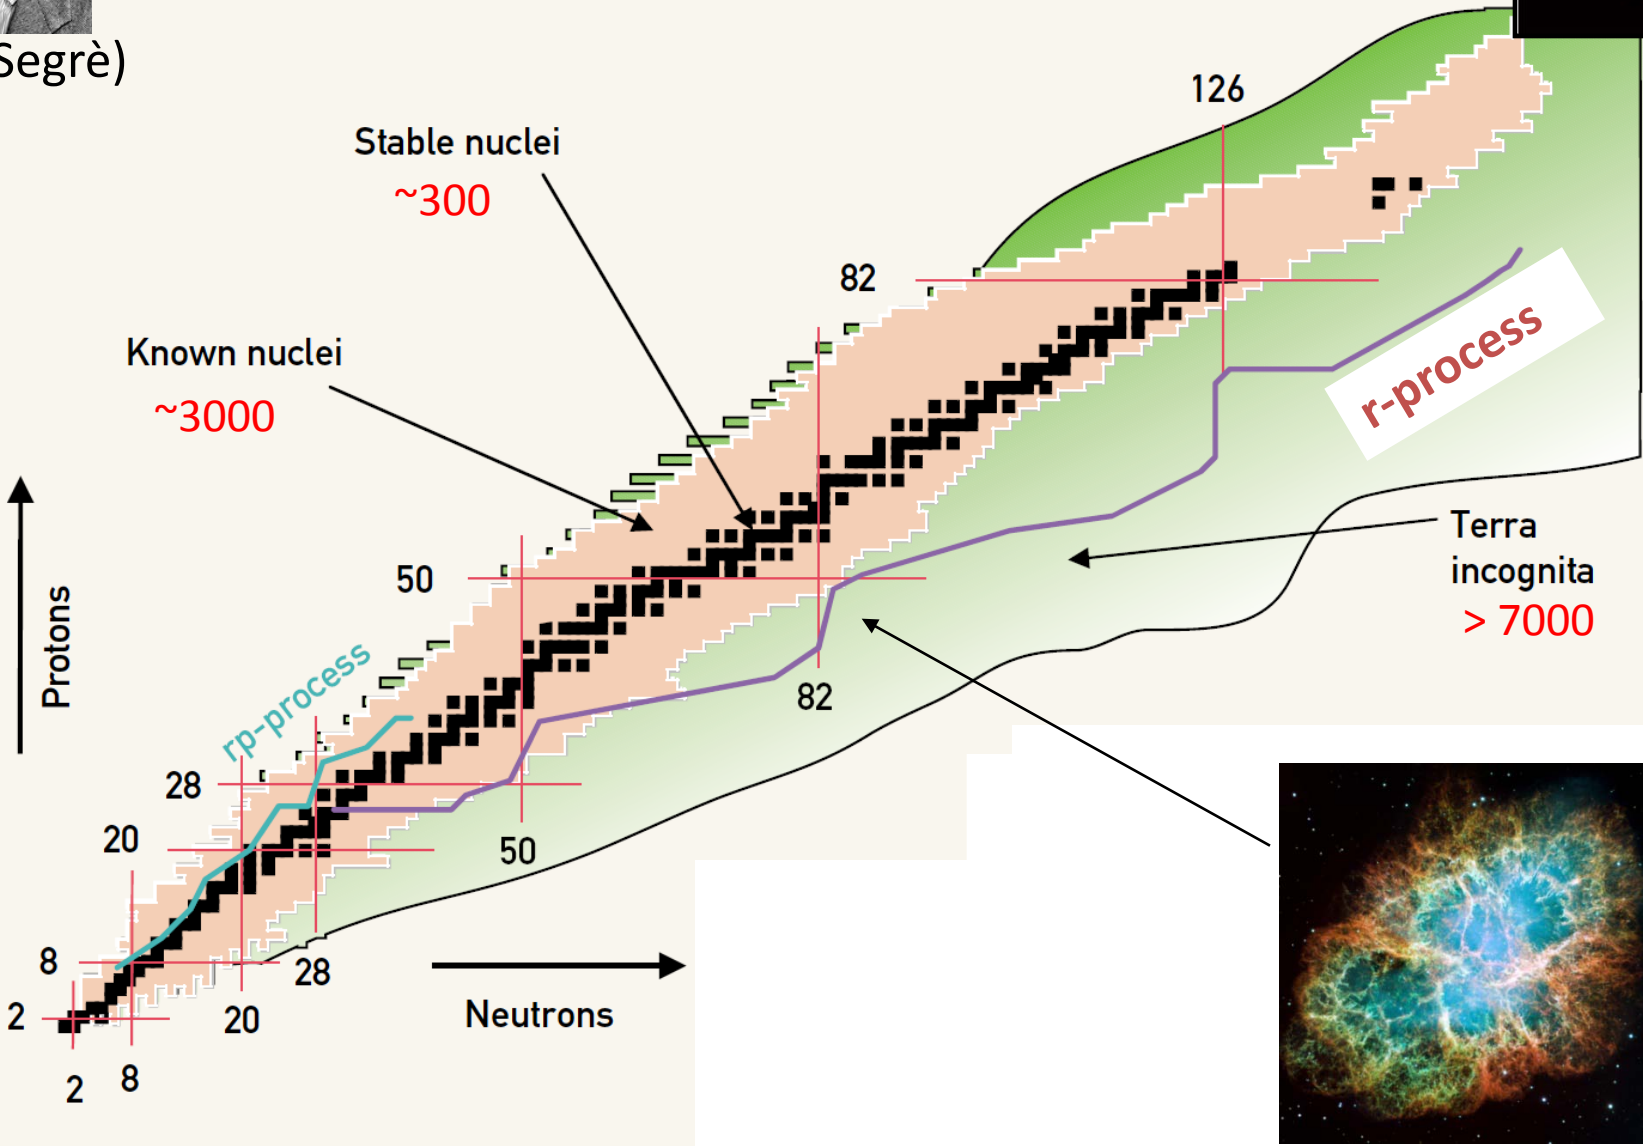 Segrè)
126
Stable nuclei
~300
82
Known nuclei
~3000
r-process
50
Terra
incognita
> 7000
Protons
rp-process
82
28
20
50
8
28
2
Neutrons
20
8
2